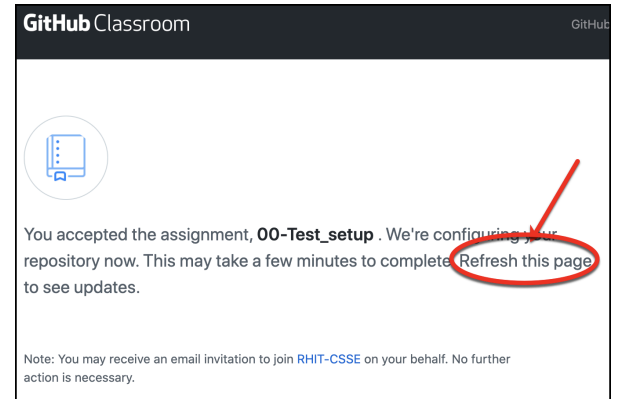 GitHub Classroom
GitHub
You accepted the assignment, 00-Test_setup . We're configuring your
repository now. This may take a few minutes to complete. Refresh this page
to see updates.
Note: You may receive an email invitation to join RHIT-CSSE on your behalf. No further
action is necessary.